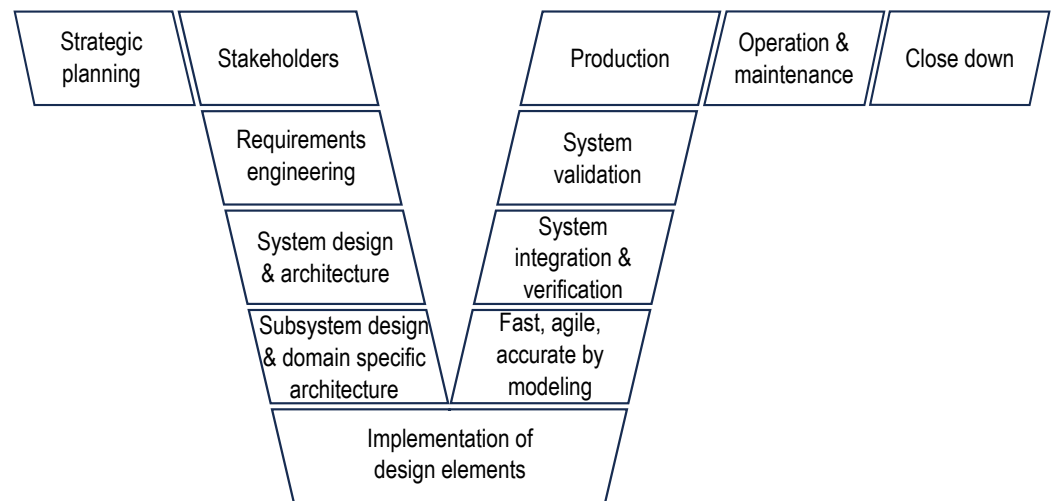 Strategic
planning
Stakeholders
Production
Operation &
maintenance
Close down
Requirements
engineering
System
validation
System design
& architecture
System
integration &
verification
Subsystem design
& domain specific
architecture
Fast, agile,
accurate by
modeling
Implementation of
design elements